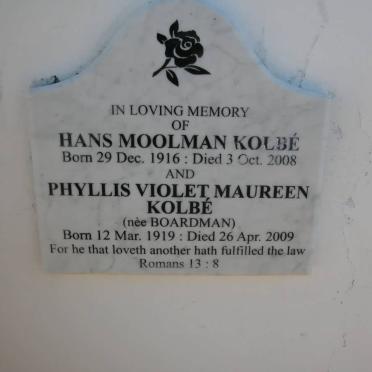 IN LOVING MEMORY
OF
HANS MOOLMAN KOLBÉ
Born 29 Dec. 1916 : Died 3 Oct. 2008
AND
PHYLLIS VIOLET MAUREEN
KOLBÉ
(nèe BOARDMAN)
Born 12 Mar. 1919 : Died 26 Apr. 2009
For he that loveth another hath fulfilled the law
Romans 13 : 8